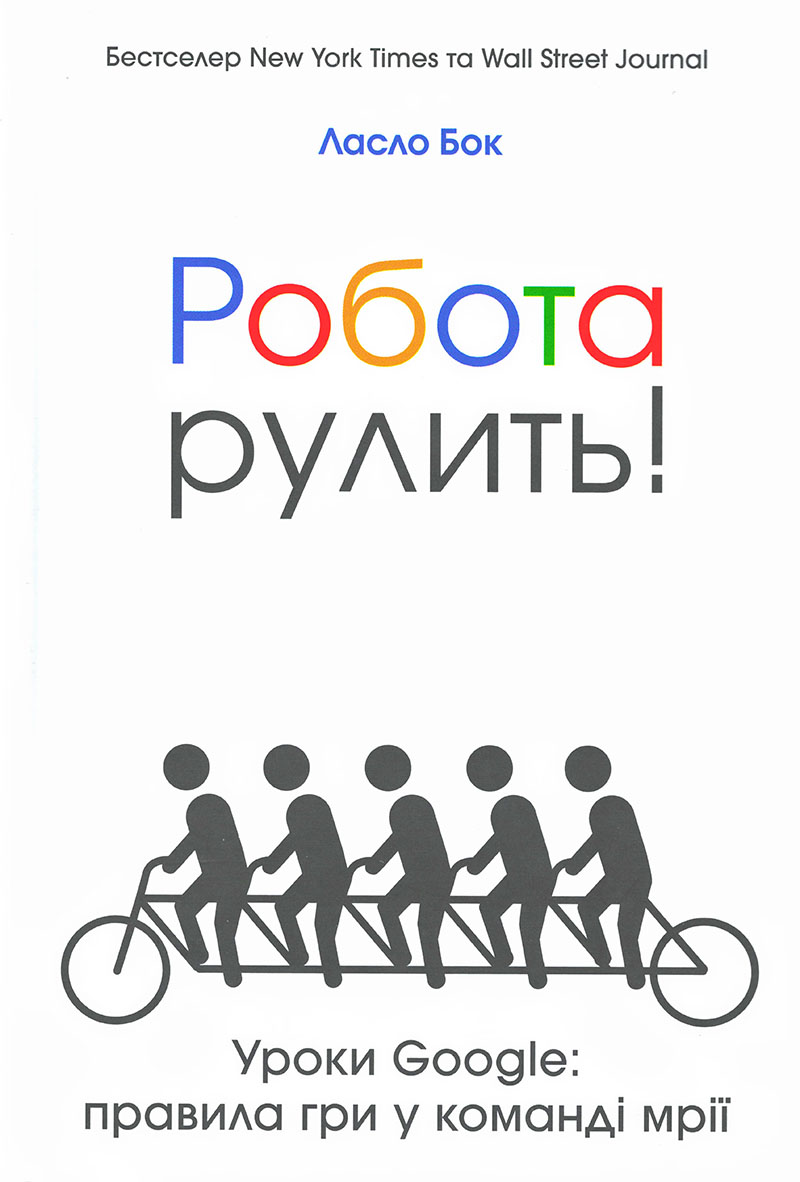 Бестселер New York Times та Wall Street Journal
Ласло Бок
Робота
рулить!
Уроки Google:
правила гри у команді мрії